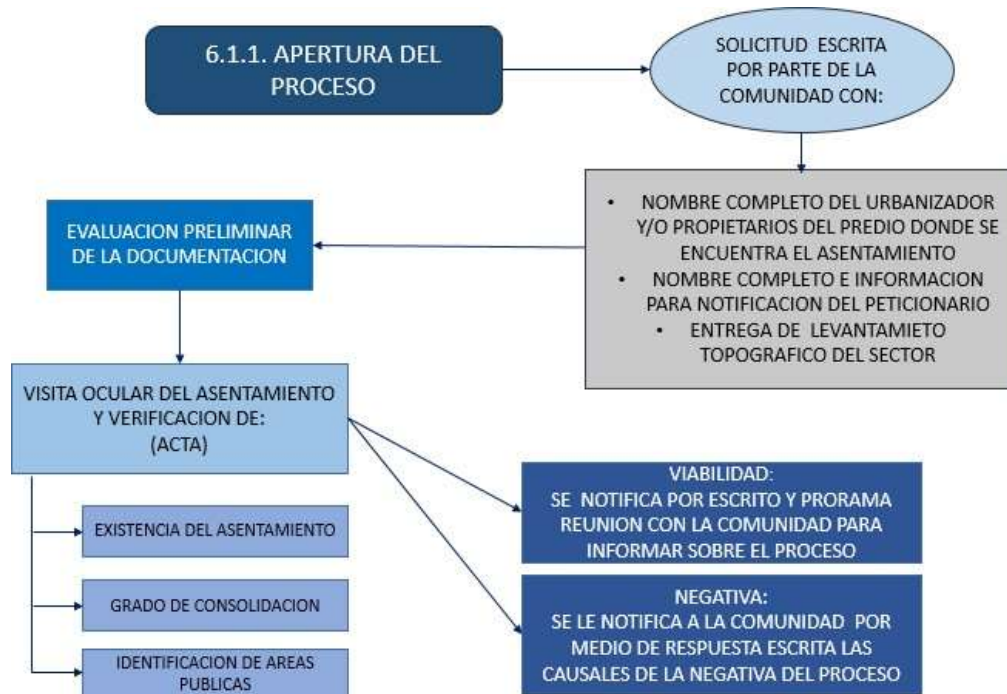 6.1.1. APERTURA DEL
PROCESO
SOLICITUD ESCRITA
POR PARTE DE LA
COMUNIDAD CON:
• NOMBRE COMPLETO DEL URBANIZADOR
Y/O PROPIETARIOS DEL PREDIO DONDE SE
ENCUENTRA EL ASENTAMIENTO
• NOMBRE COMPLETO E INFORMACION
PARA NOTIFICACION DEL PETICIONARIO
• ENTREGA DE LEVANTAMIETO
TOPOGRAFICO DEL SECTOR
EVALUACION PRELIMINAR
DE LA DOCUMENTACION
VISITA OCULAR DEL ASENTAMIENTO
Y VERIFICACION DE:
(ACTA)
EXISTENCIA DEL ASENTAMIENTO
GRADO DE CONSOLIDACION
IDENTIFICACION DE AREAS
PUBLICAS
VIABILIDAD:
SE NOTIFICA POR ESCRITO Y PRORAMA
REUNION CON LA COMUNIDAD PARA
INFORMAR SOBRE EL PROCESO
NEGATIVA:
SE LE NOTIFICA A LA COMUNIDAD POR
MEDIO DE RESPUESTA ESCRITA LAS
CAUSALES DE LA NEGATIVA DEL PROCESO